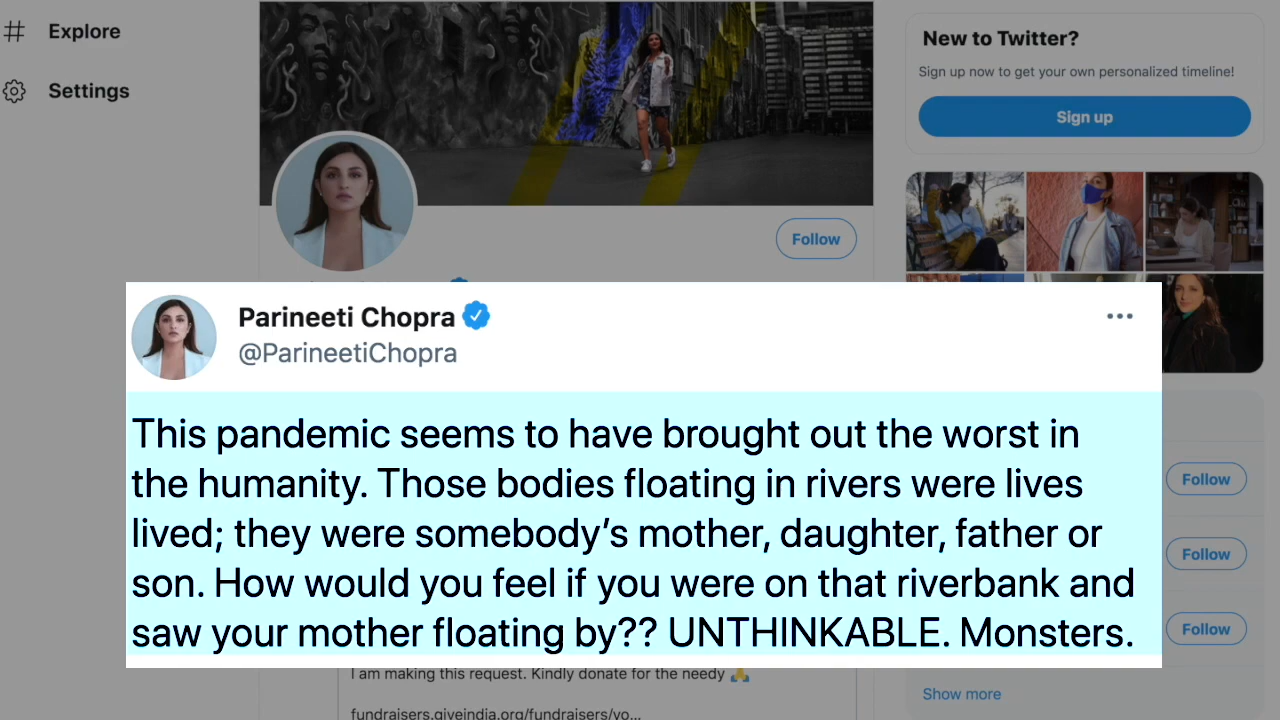 Explore
Settings
New to Twitter?
Sign up now to get your own personalized timeline!
Sign up
Follow
Parineeti Chopra
@ParineetiChopra
This pandemic seems to have brought out the worst in
the humanity. Those bodies floating in rivers were lives
lived; they were somebody’s mother, daughter, father or
son. How would you feel if you were on that riverbank and
saw your mother floating by?? UNTHINKABLE. Monsters.
Follow
Follow
Follow
Show more
I am making this request. Kindly donate for the needy 🙏
fundraisers.giveindia.org/fundraisers/yo...